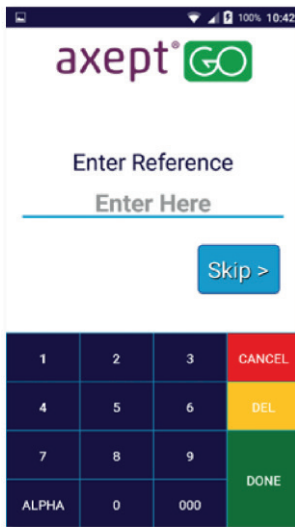 100% 10:42
axept° GO
Enter Reference
Enter Here
Skip >
1 2 3 CANCEL
4 5 6 DEL
7 8 9
DONE
ALPHA 0 000